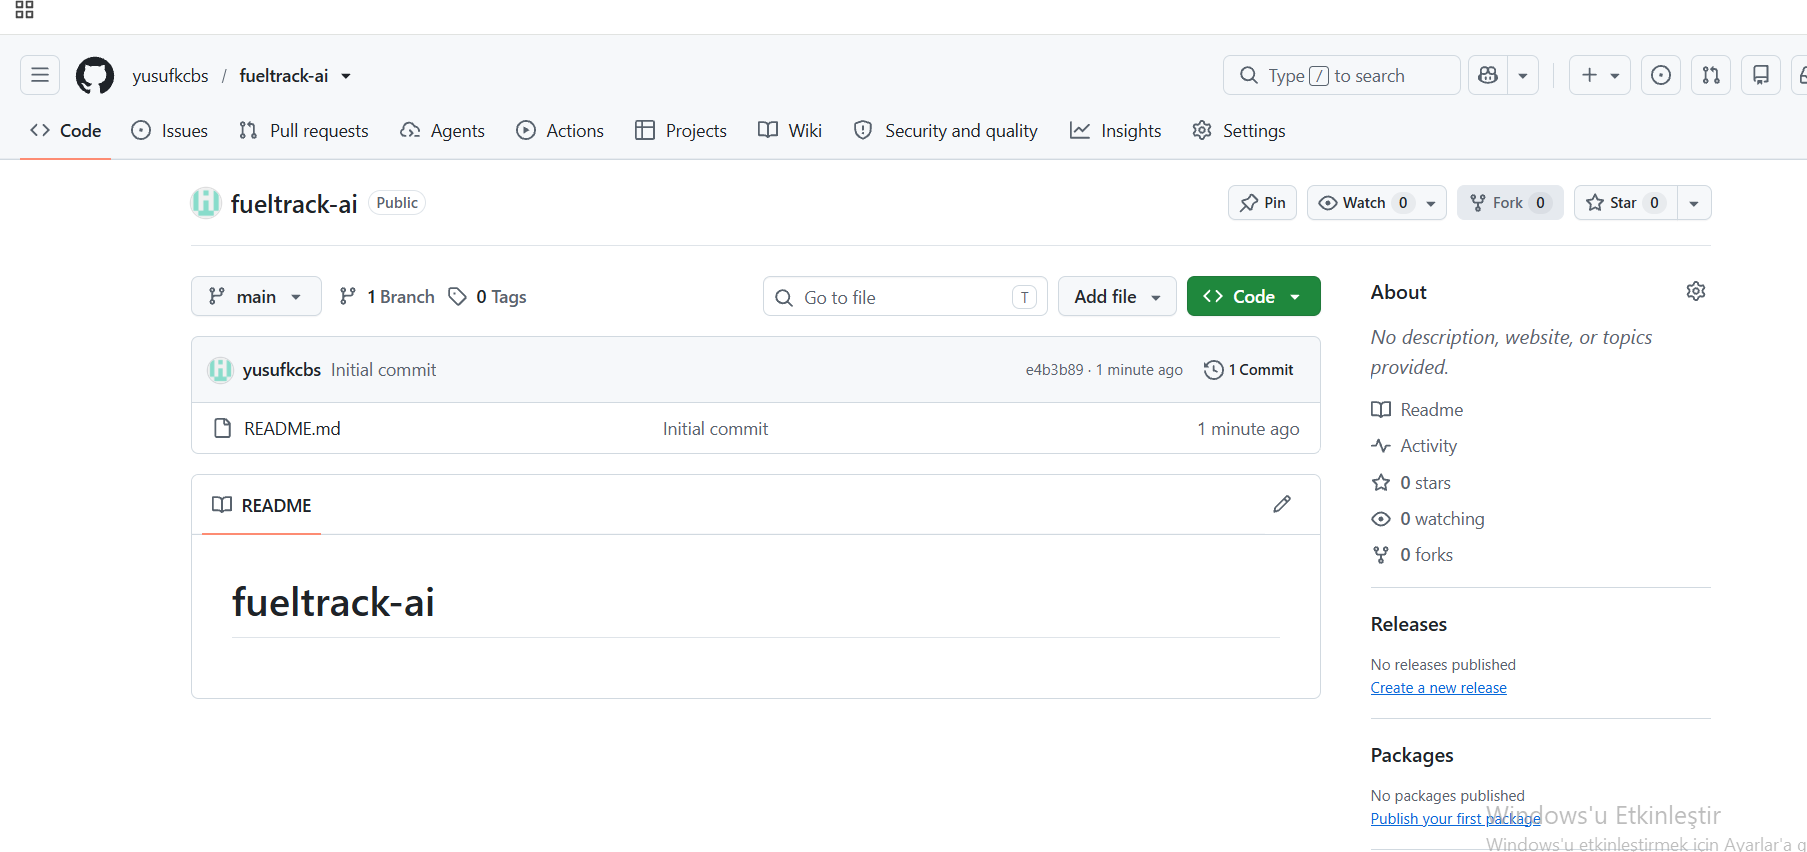 yusufkcbs / fueltrack-ai
Type / to search
Code Issues Pull requests Agents Actions Projects Wiki Security and quality Insights Settings
fueltrack-ai Public
Pin Watch 0 Fork 0 Star 0
main 1 Branch 0 Tags
Go to file T Add file Code
yusufkcbs Initial commit e4b3b89 · 1 minute ago 1 Commit
README.md Initial commit 1 minute ago
README
fueltrack-ai
About
No description, website, or topics
provided.
Readme
Activity
0 stars
0 watching
0 forks
Releases
No releases published
Create a new release
Packages
No packages published
Publish your first package
Windows'u Etkinleştir
Windows'u etkinleştirmek için Ayarlar'a